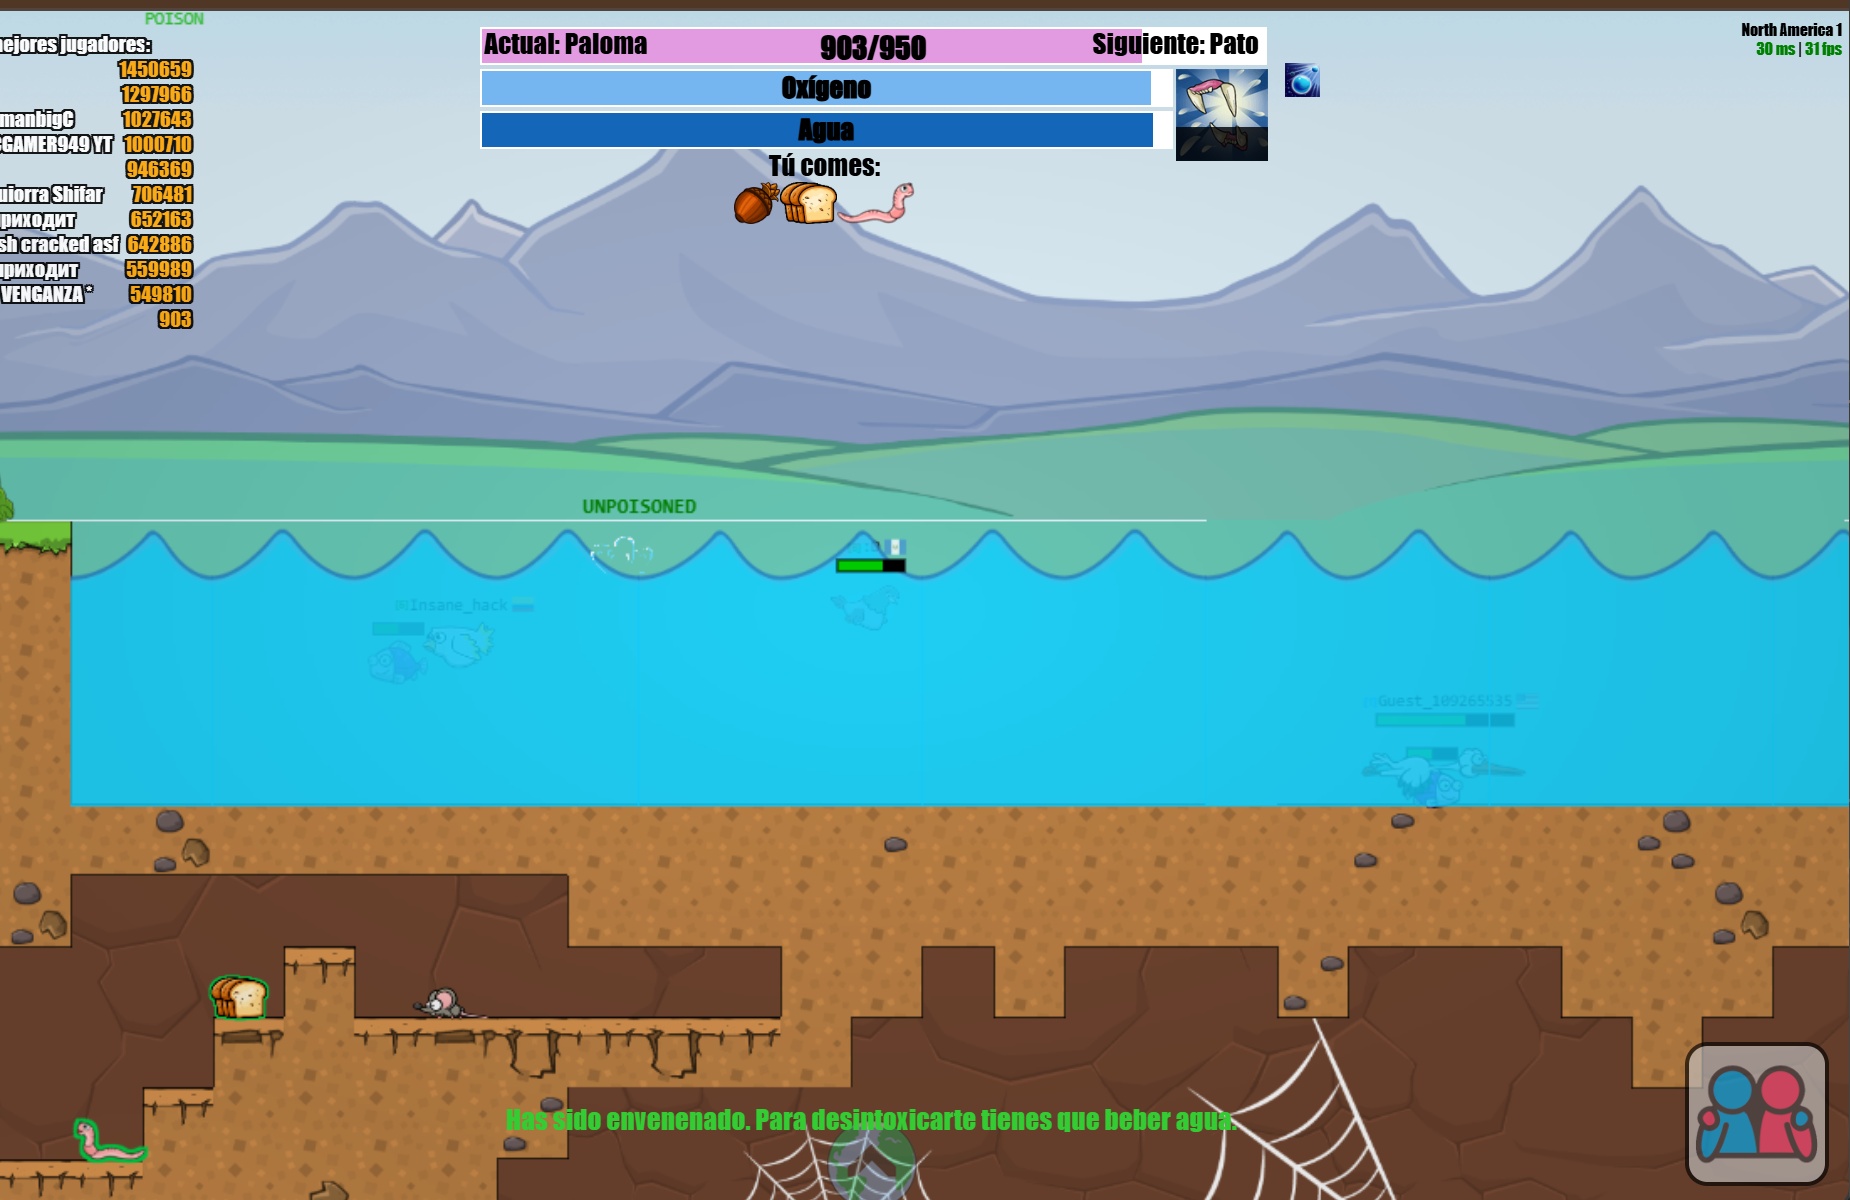 POISON
ejores jugadores:
1450659
1297966
manbigC 1027643
GAMER949 YT 1000710
946369
uiorra Shifar 706481
приходит 652163
sh cracked asf 642886
приходит 559989
VENGANZA * 549810
903
Actual: Paloma 903/950 Siguiente: Pato
Oxígeno
Agua
Tú comes:
North America 1
30 ms | 31 fps
UNPOISONED
Insane_hack
Guest_109265535
Has sido envenenado. Para desintoxicarte tienes que beber agua.